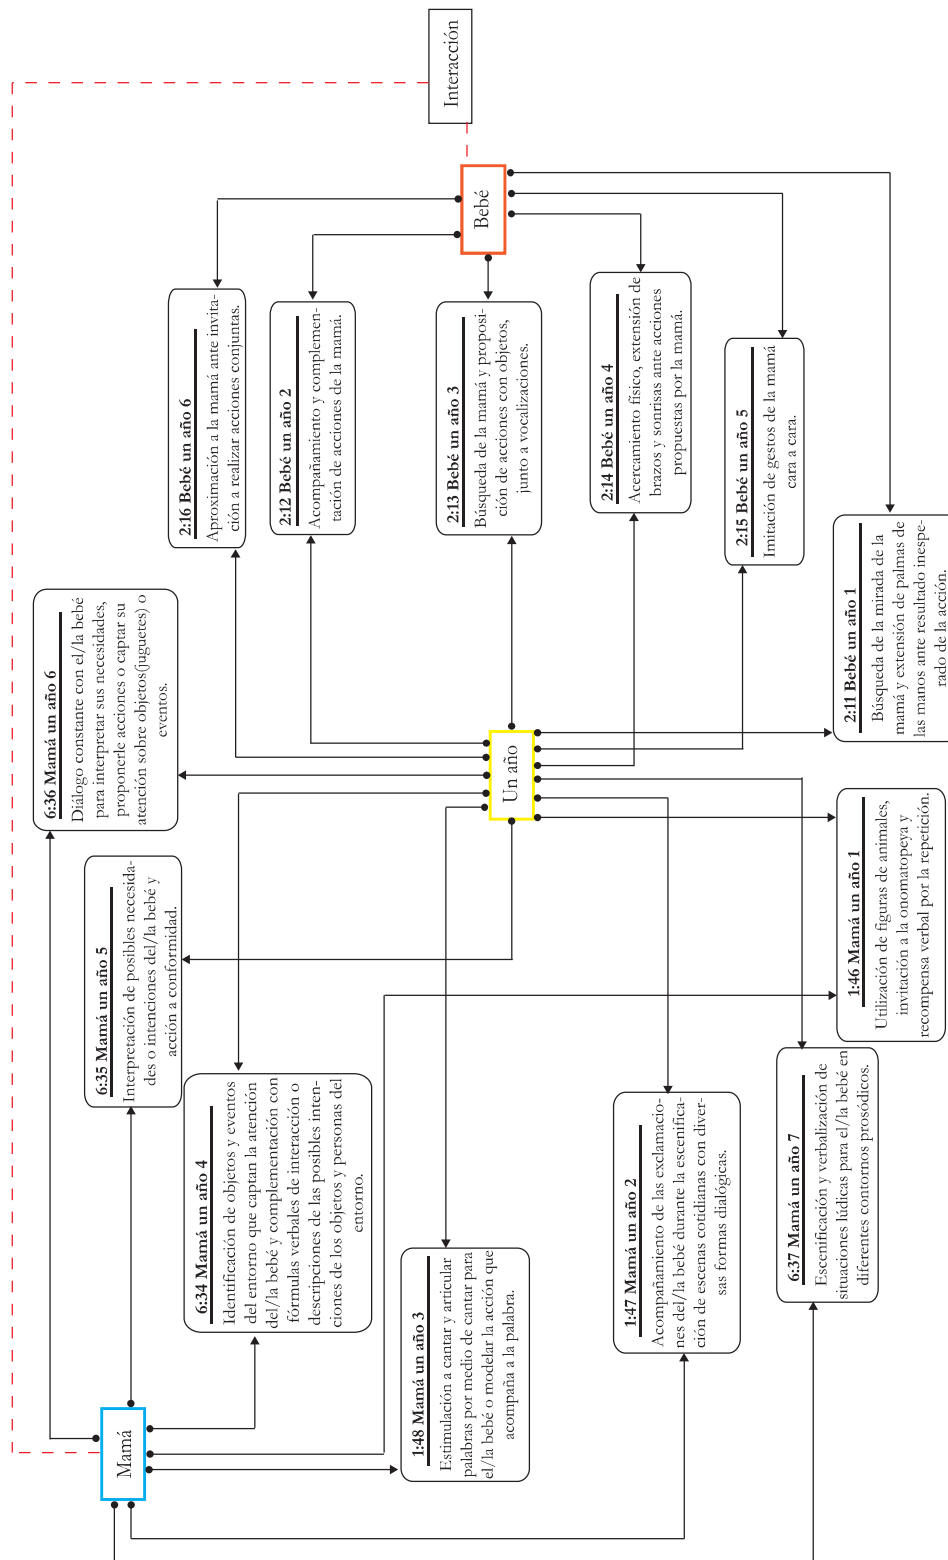 Interacción
Bebé
2:16 Bebé un año 6
Aproximación a la mamá ante invita-
ción a realizar acciones conjuntas.
2:12 Bebé un año 2
Acompañamiento y complemen-
tación de acciones de la mamá.
2:13 Bebé un año 3
Búsqueda de la mamá y proposi-
ción de acciones con objetos,
junto a vocalizaciones.
2:14 Bebé un año 4
Acercamiento físico, extensión de
brazos y sonrisas ante acciones
propuestas por la mamá.
2:15 Bebé un año 5
Imitación de gestos de la mamá
cara a cara.
2:11 Bebé un año 1
Búsqueda de la mirada de la
mamá y extensión de palmas de
las manos ante resultado inespe-
rado de la acción.
Un año
6:36 Mamá un año 6
Diálogo constante con el/la bebé
para interpretar sus necesidades,
proponerle acciones o captar su
atención sobre objetos(juguetes) o
eventos.
6:35 Mamá un año 5
Interpretación de posibles necesida-
des o intenciones del/la bebé y
acción a conformidad.
6:34 Mamá un año 4
Identificación de objetos y eventos
del entorno que captan la atención
del/la bebé y complementación con
fórmulas verbales de interacción o
descripciones de las posibles inten-
ciones de los objetos y personas del
entorno.
1:48 Mamá un año 3
Estimulación a cantar y articular
palabras por medio de cantar para
el/la bebé o modelar la acción que
acompaña a la palabra.
1:47 Mamá un año 2
Acompañamiento de las exclamacio-
nes del/la bebé durante la escenifica-
ción de escenas cotidianas con diver-
sas formas dialógicas.
6:37 Mamá un año 7
Escenificación y verbalización de
situaciones lúdicas para el/la bebé en
diferentes contornos prosódicos.
1:46 Mamá un año 1
Utilización de figuras de animales,
invitación a la onomatopeya y
recompensa verbal por la repetición.
Mamá